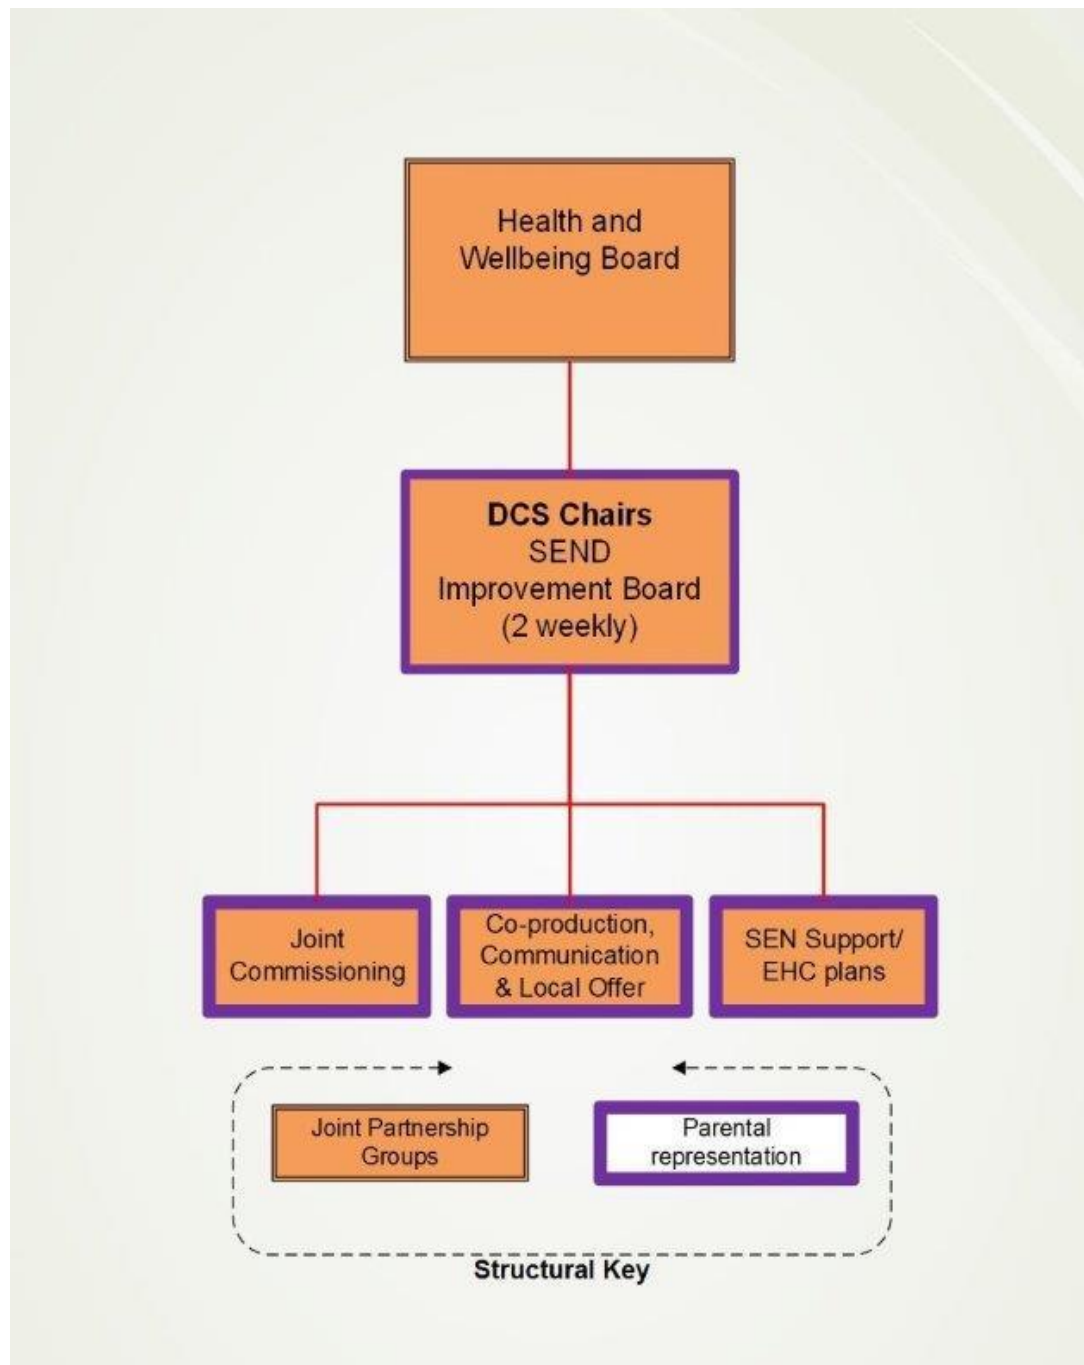 Health and
Wellbeing Board
DCS Chairs
SEND
Improvement Board
(2 weekly)
Joint
Commissioning
Co-production,
Communication
& Local Offer
SEN Support/
EHC plans
Joint Partnership
Groups
Parental
representation
Structural Key